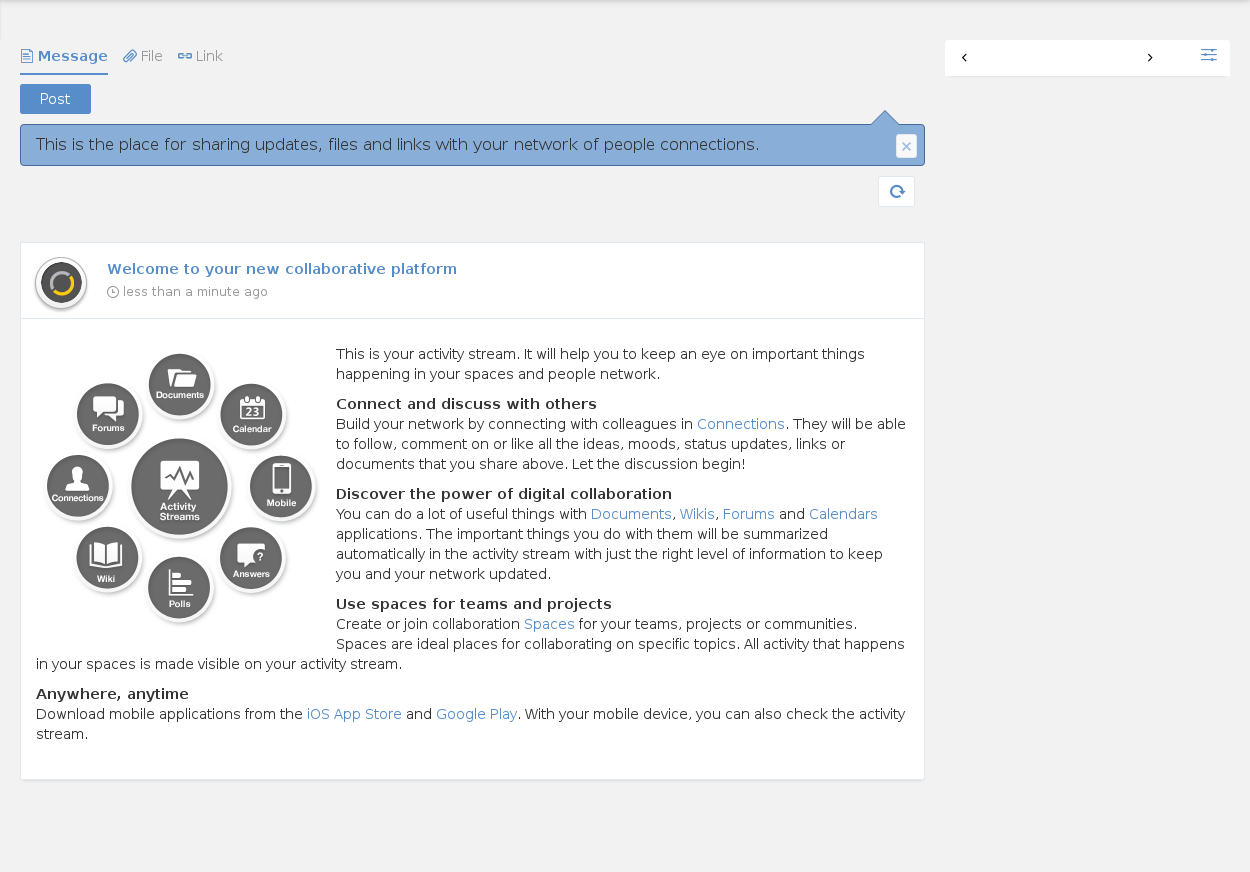 Message File Link
Post
This is the place for sharing updates, files and links with your network of people connections.
Welcome to your new collaborative platform
less than a minute ago
Documents
Forums
23
Calendar
Connections
Activity
Streams
Mobile
Wiki
?
Answers
Polls
This is your activity stream. It will help you to keep an eye on important things
happening in your spaces and people network.
Connect and discuss with others
Build your network by connecting with colleagues in Connections. They will be able
to follow, comment on or like all the ideas, moods, status updates, links or
documents that you share above. Let the discussion begin!
Discover the power of digital collaboration
You can do a lot of useful things with Documents, Wikis, Forums and Calendars
applications. The important things you do with them will be summarized
automatically in the activity stream with just the right level of information to keep
you and your network updated.
Use spaces for teams and projects
Create or join collaboration Spaces for your teams, projects or communities.
Spaces are ideal places for collaborating on specific topics. All activity that happens
in your spaces is made visible on your activity stream.
Anywhere, anytime
Download mobile applications from the iOS App Store and Google Play. With your mobile device, you can also check the activity
stream.